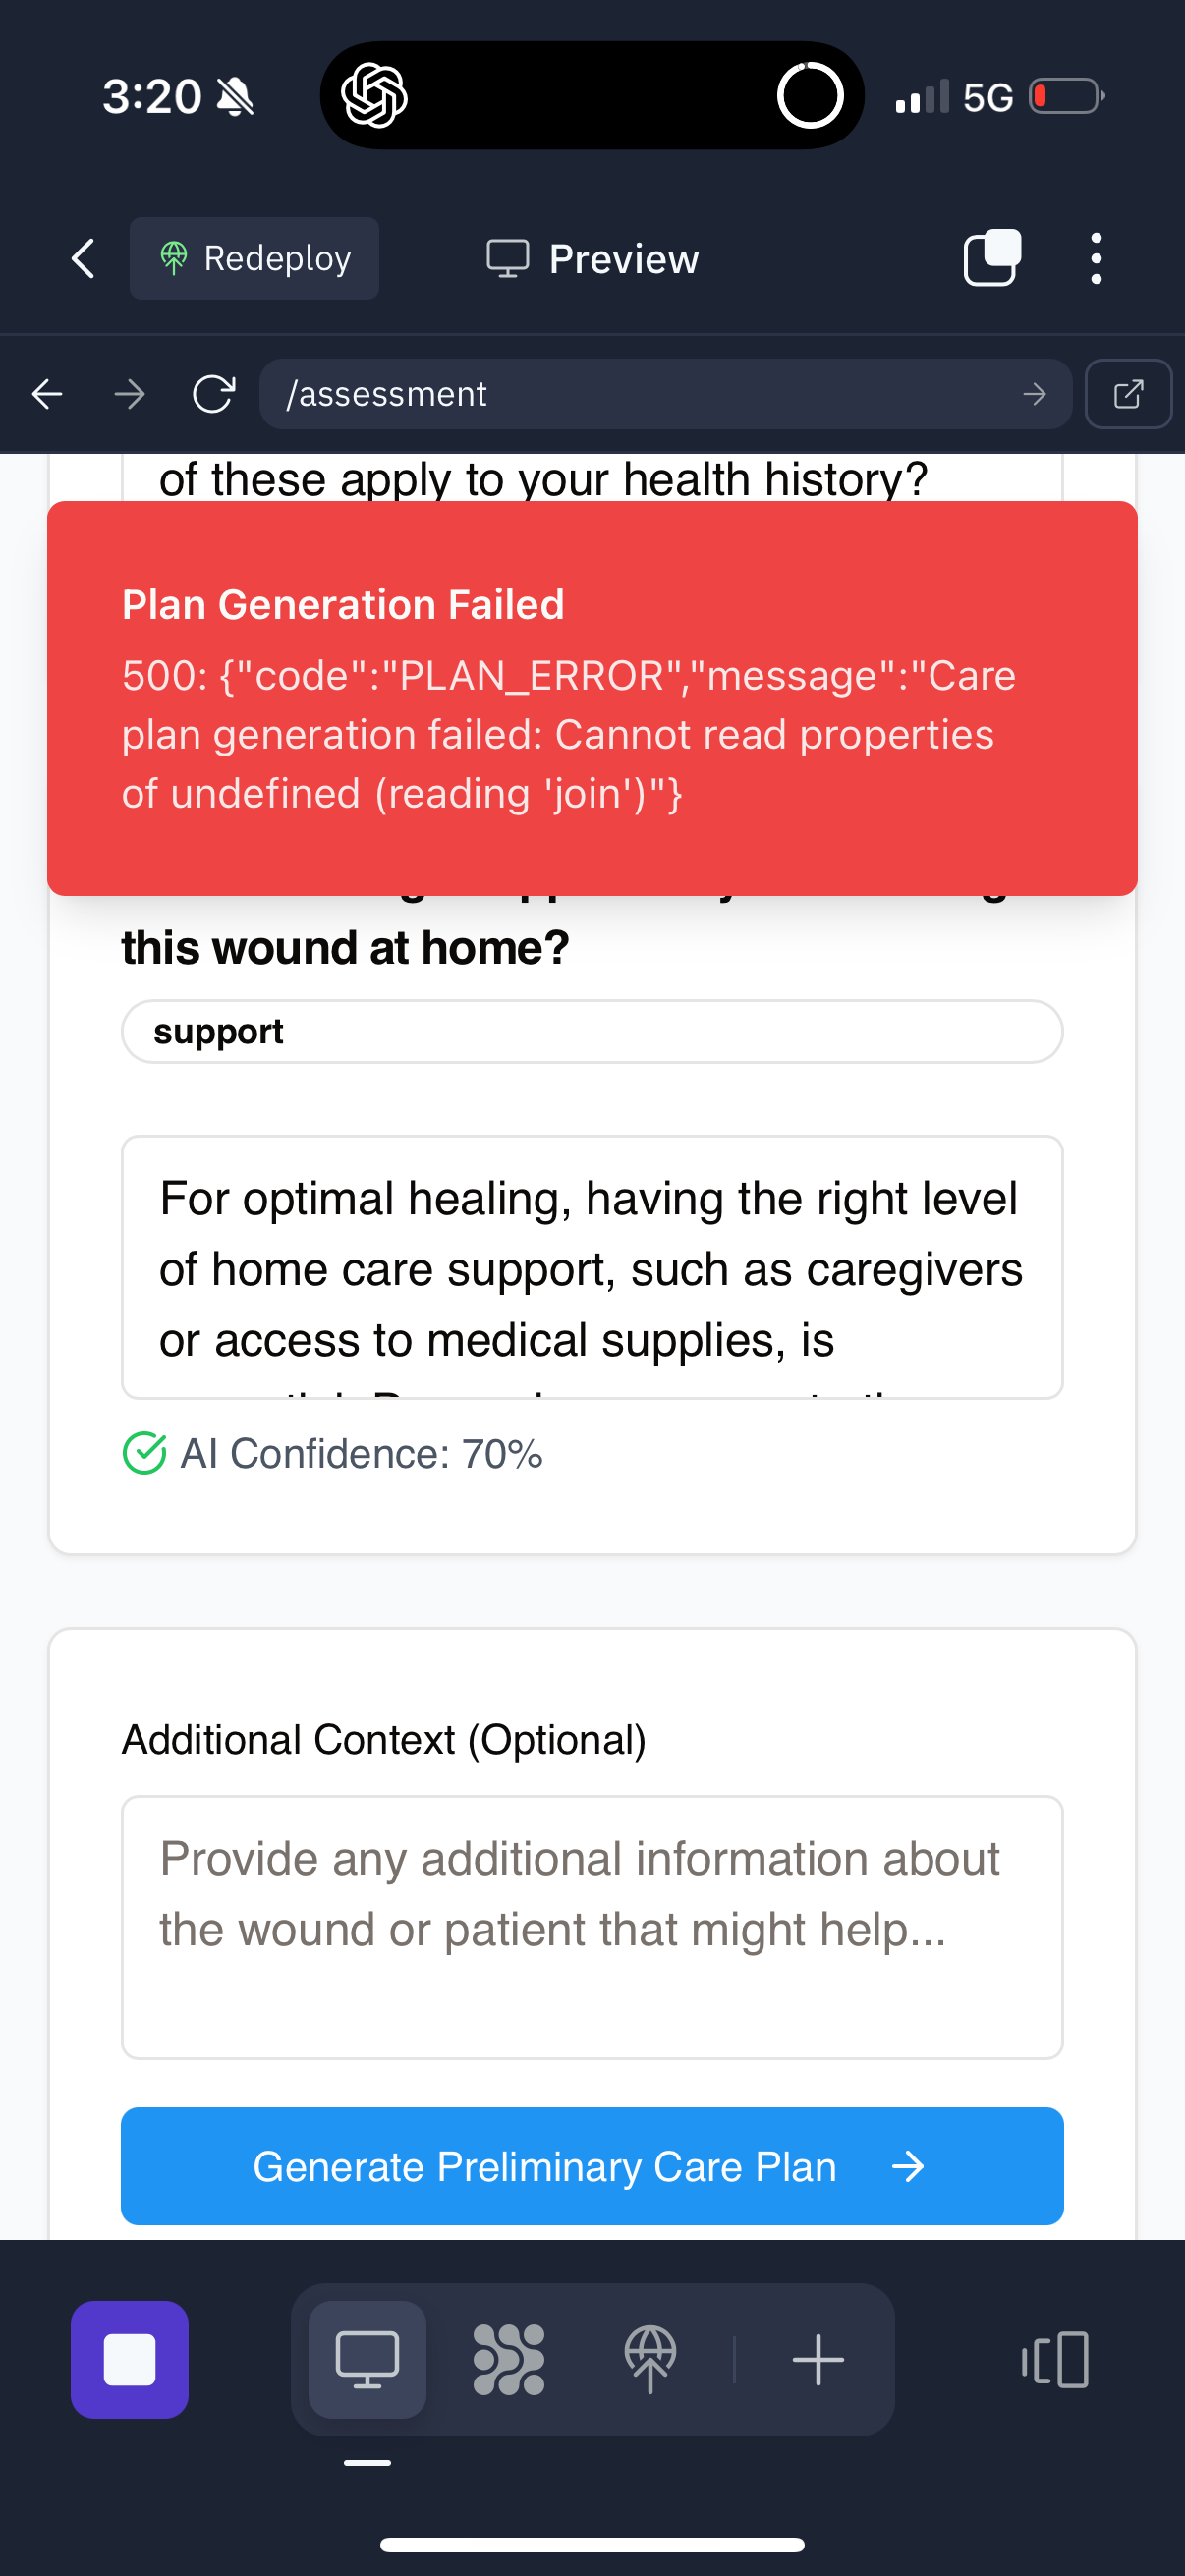 3:20
5G
Redeploy
Preview
/assessment
of these apply to your health history?
Plan Generation Failed
500: {"code":"PLAN_ERROR","message":"Care
plan generation failed: Cannot read properties
of undefined (reading 'join')"}
this wound at home?
support
For optimal healing, having the right level
of home care support, such as caregivers
or access to medical supplies, is
AI Confidence: 70%
Additional Context (Optional)
Provide any additional information about
the wound or patient that might help...
Generate Preliminary Care Plan